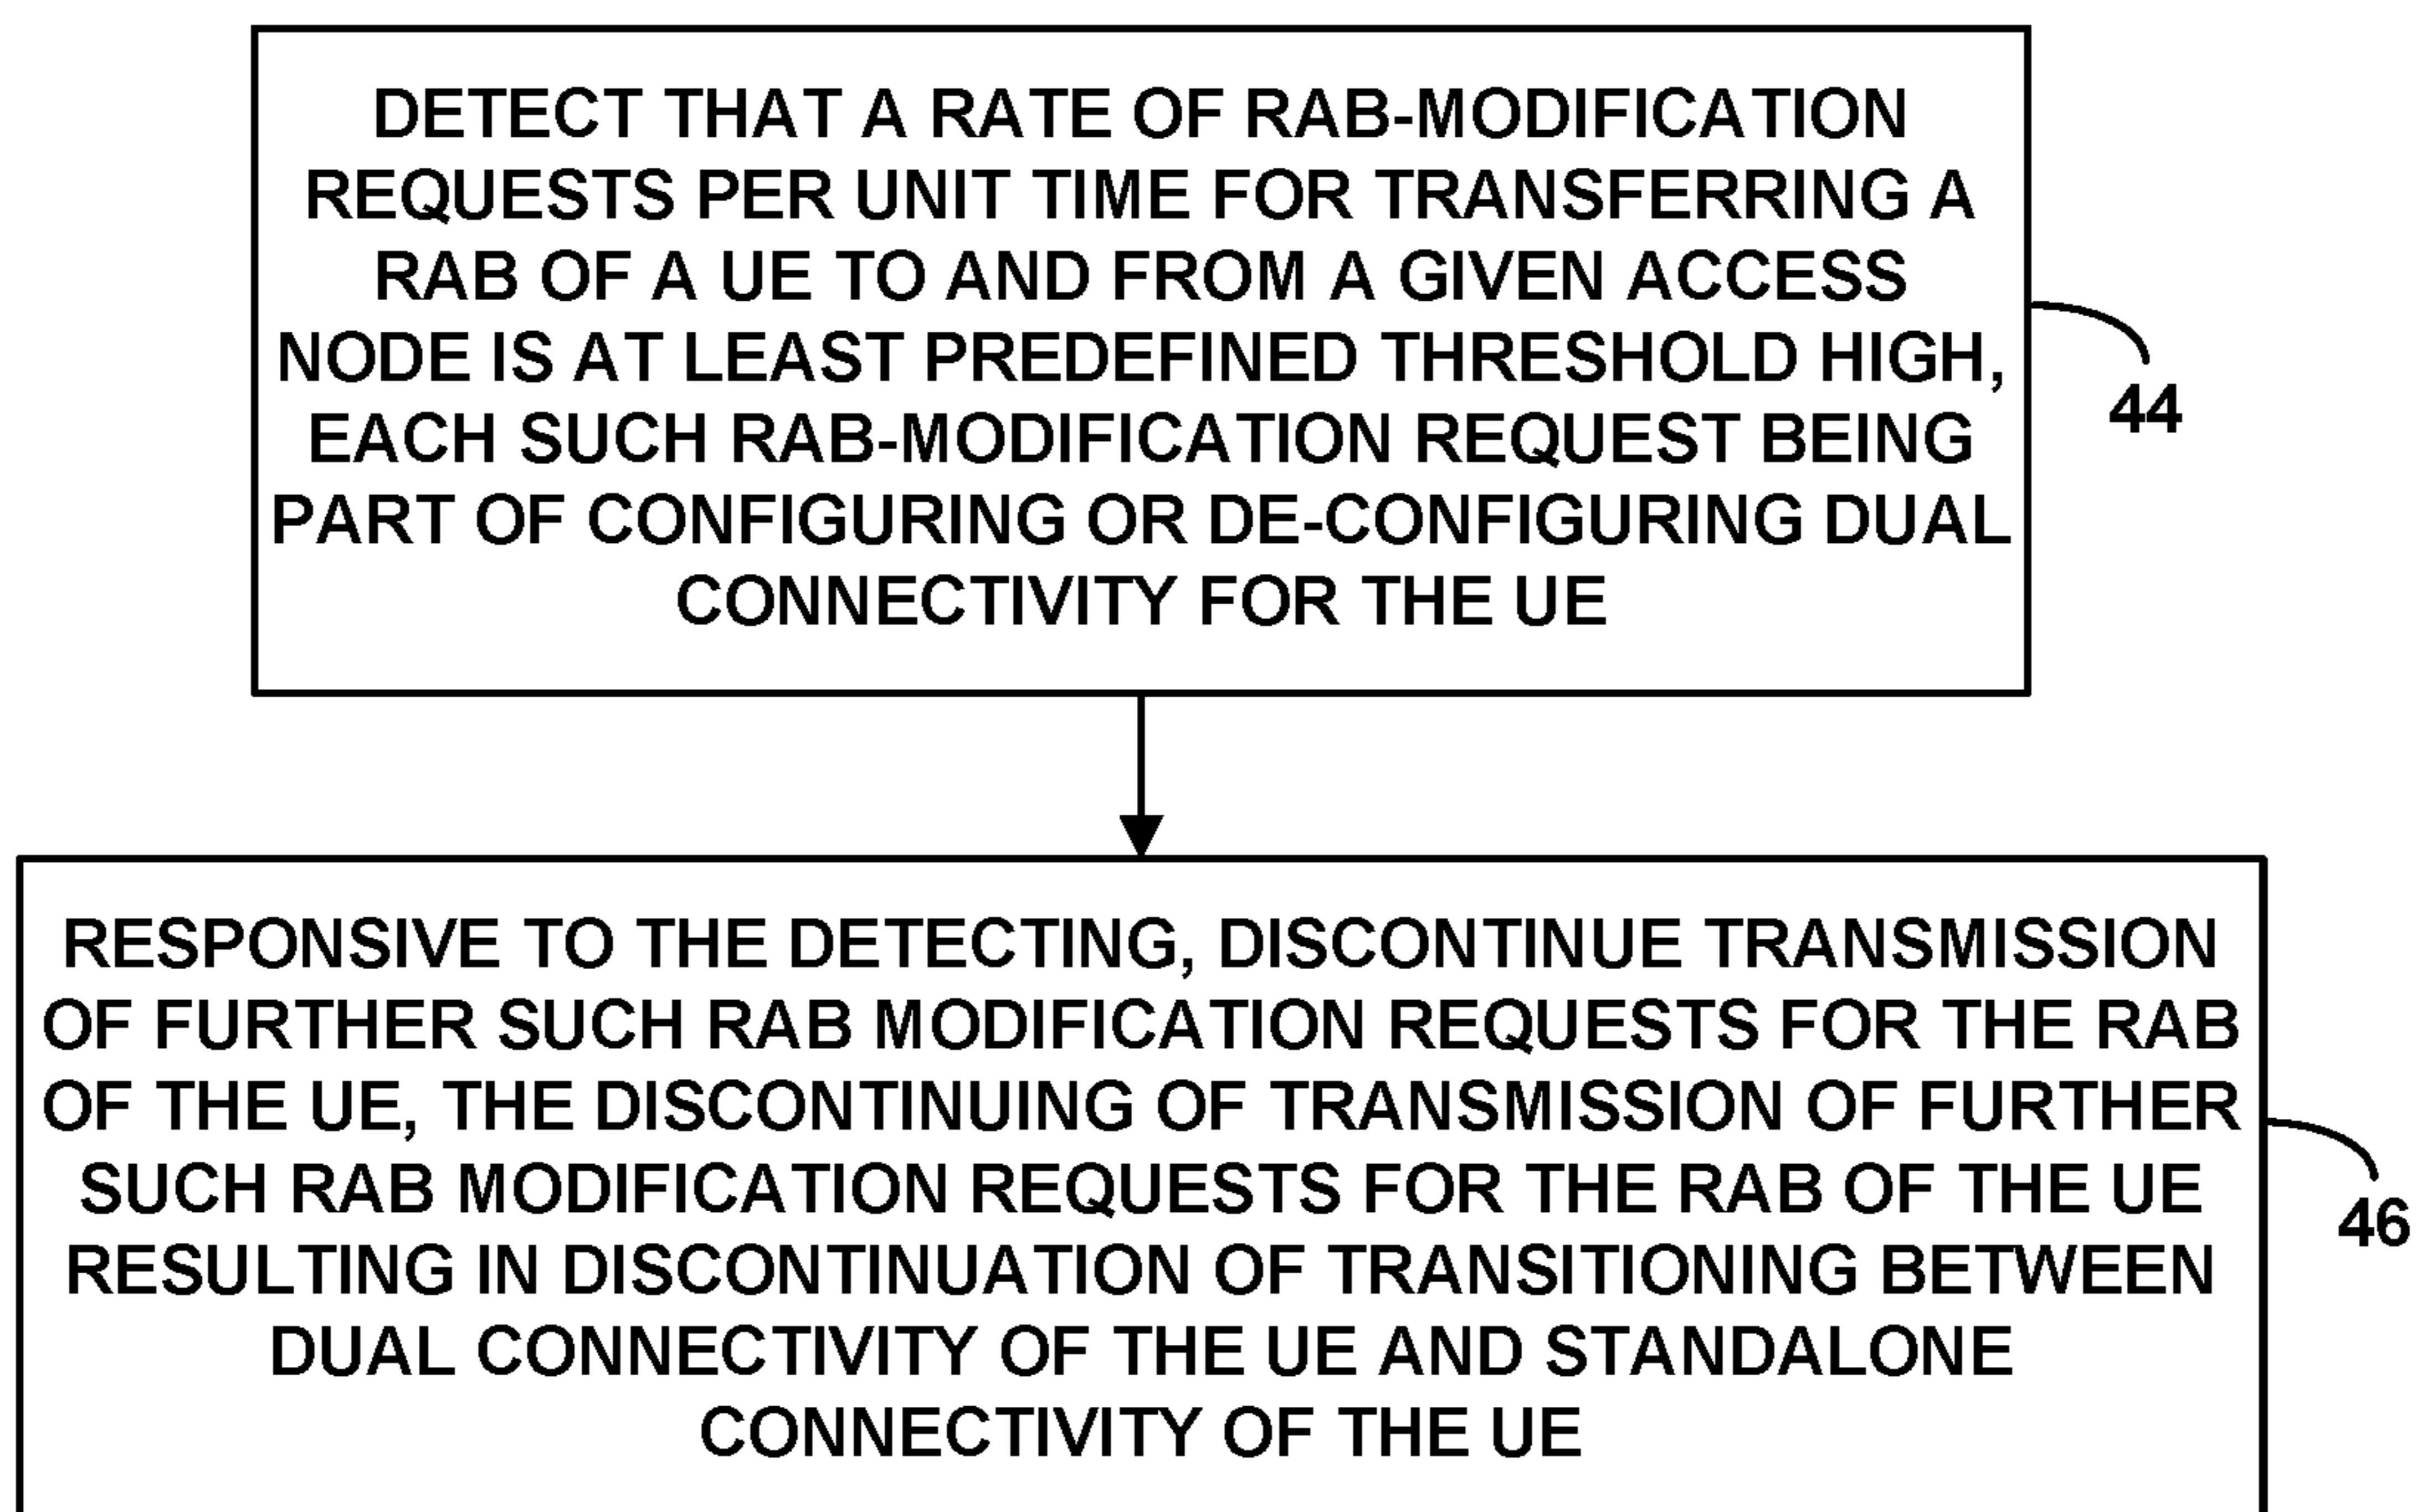 DETECT THAT A RATE OF RAB-MODIFICATION
REQUESTS PER UNIT TIME FOR TRANSFERRING A
RAB OF A UE TO AND FROM A GIVEN ACCESS
NODE IS AT LEAST PREDEFINED THRESHOLD HIGH,
EACH SUCH RAB-MODIFICATION REQUEST BEING
PART OF CONFIGURING OR DE-CONFIGURING DUAL
CONNECTIVITY FOR THE UE
44
RESPONSIVE TO THE DETECTING, DISCONTINUE TRANSMISSION
OF FURTHER SUCH RAB MODIFICATION REQUESTS FOR THE RAB
OF THE UE, THE DISCONTINUING OF TRANSMISSION OF FURTHER
SUCH RAB MODIFICATION REQUESTS FOR THE RAB OF THE UE
RESULTING IN DISCONTINUATION OF TRANSITIONING BETWEEN
DUAL CONNECTIVITY OF THE UE AND STANDALONE
CONNECTIVITY OF THE UE
46